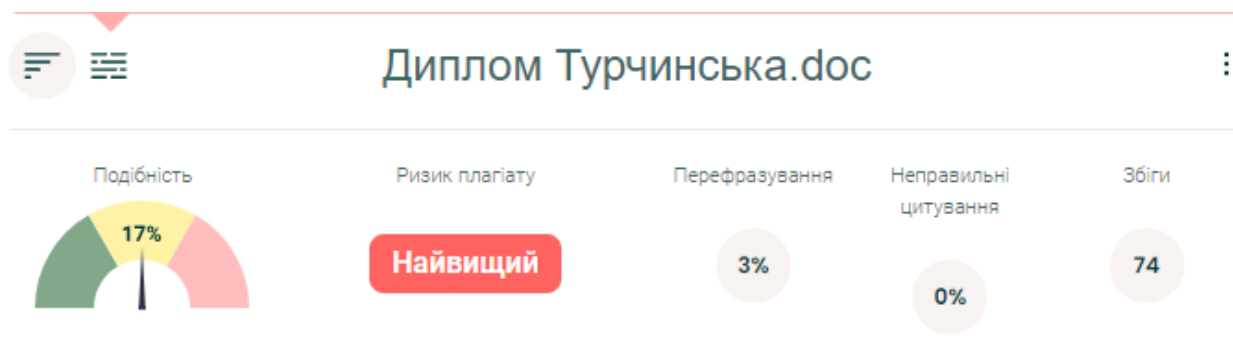 Диплом Турчинська.doc
Подібність
17%
Ризик плагіату
Найвищий
Перефразування
3%
Неправильні
цитування
0%
Збіги
74